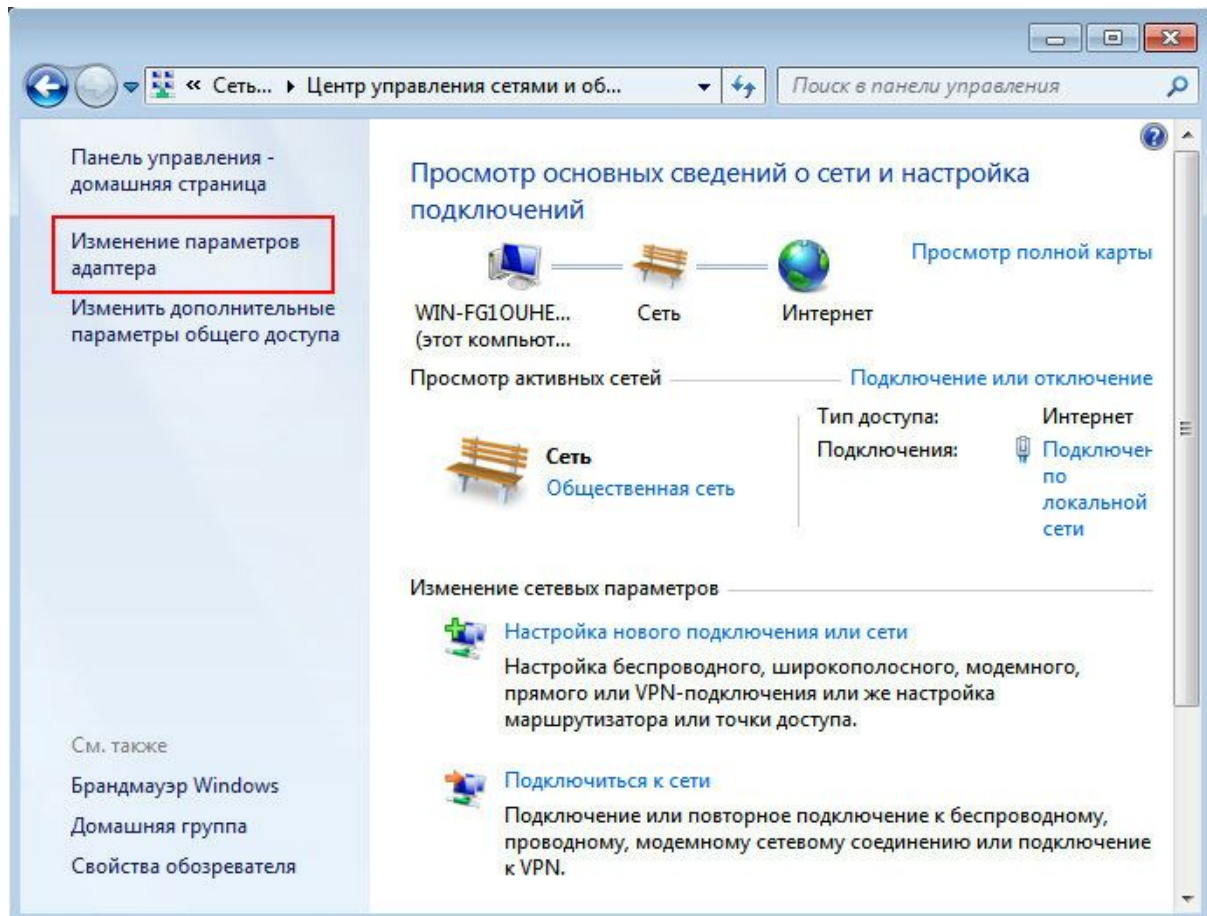 « Сеть... ▸ Центр управления сетями и об...
Поиск в панели управления
Панель управления -
домашняя страница
Изменение параметров
адаптера
Изменить дополнительные
параметры общего доступа
См. также
Брандмауэр Windows
Домашняя группа
Свойства обозревателя
Просмотр основных сведений о сети и настройка
подключений
Просмотр полной карты
WIN-FG1OUHE...
(этот компьют...
Сеть
Интернет
Просмотр активных сетей
Подключение или отключение
Сеть
Общественная сеть
Тип доступа:
Интернет
Подключения:
Подключен
по
локальной
сети
Изменение сетевых параметров
Настройка нового подключения или сети
Настройка беспроводного, широкополосного, модемного,
прямого или VPN-подключения или же настройка
маршрутизатора или точки доступа.
Подключиться к сети
Подключение или повторное подключение к беспроводному,
проводному, модемному сетевому соединению или подключение
к VPN.